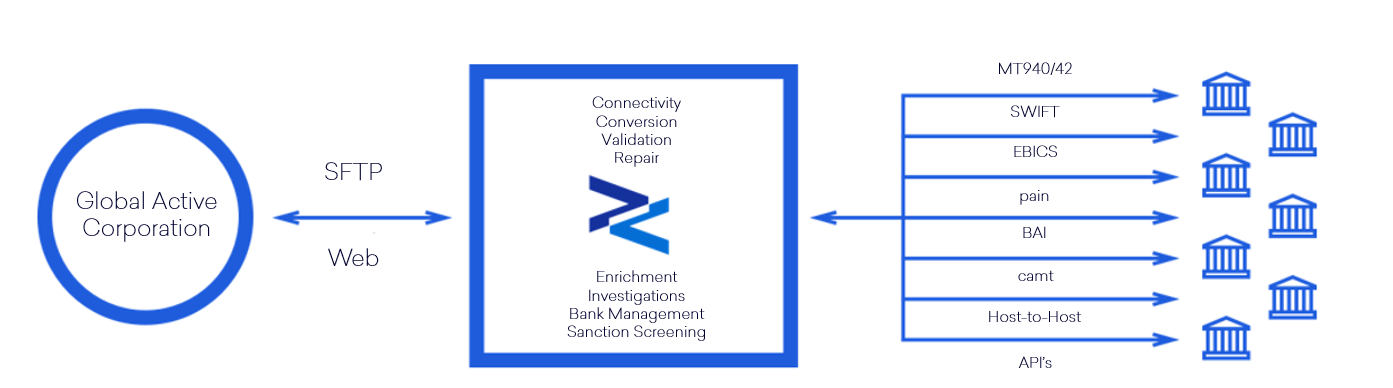 Global Active
Corporation
SFTP
Web
Connectivity
Conversion
Validation
Repair
Enrichment
Investigations
Bank Management
Sanction Screening
MT940/42
SWIFT
EBICS
pain
BAI
camt
Host-to-Host
API's